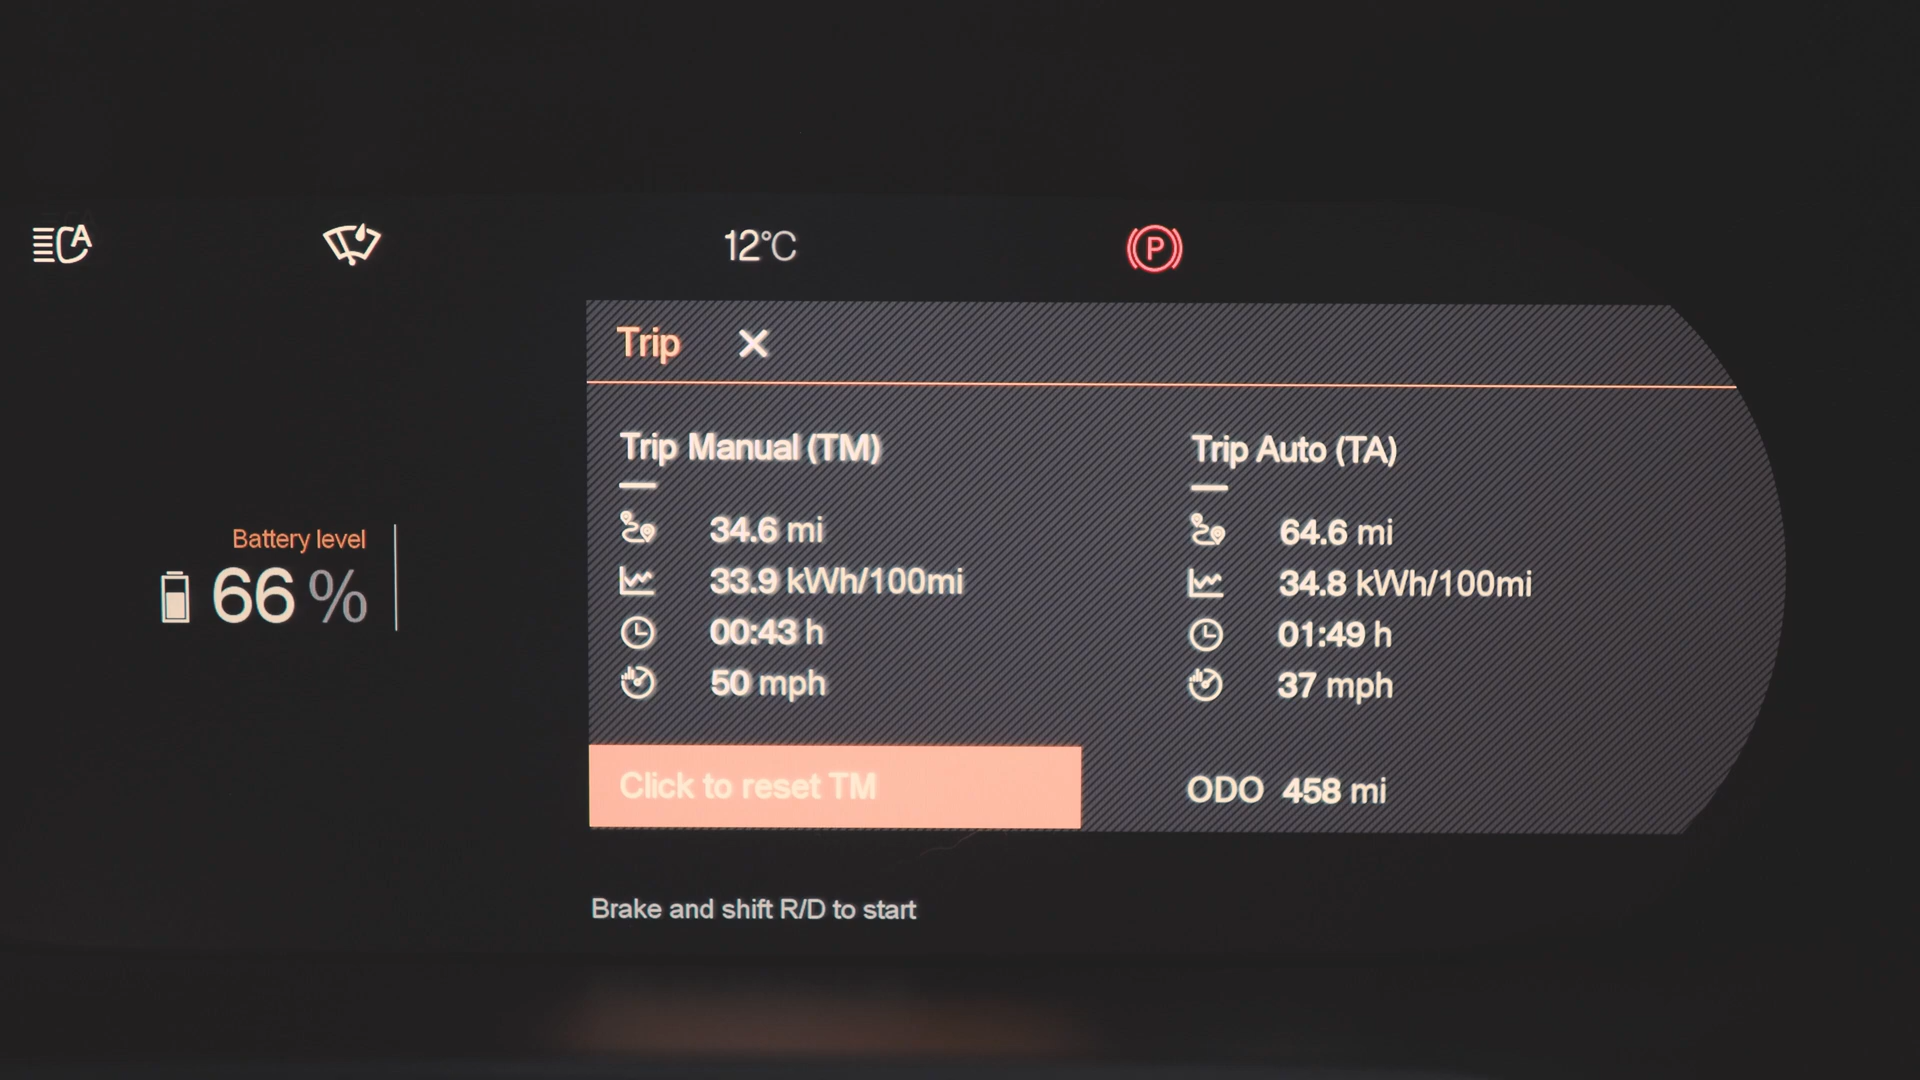 A
12°C
P
Trip
Trip Manual (TM)
34.6 mi
33.9 kWh/100mi
00:43 h
50 mph
Click to reset TM
Trip Auto (TA)
64.6 mi
34.8 kWh/100mi
01:49 h
37 mph
ODO 458 mi
Battery level
66 %
Brake and shift R/D to start